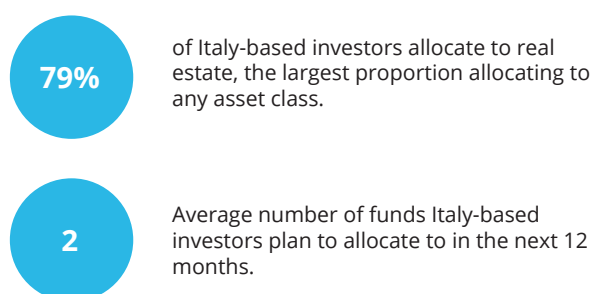 79%
of Italy-based investors allocate to real
estate, the largest proportion allocating to
any asset class.
2
Average number of funds Italy-based
investors plan to allocate to in the next 12
months.